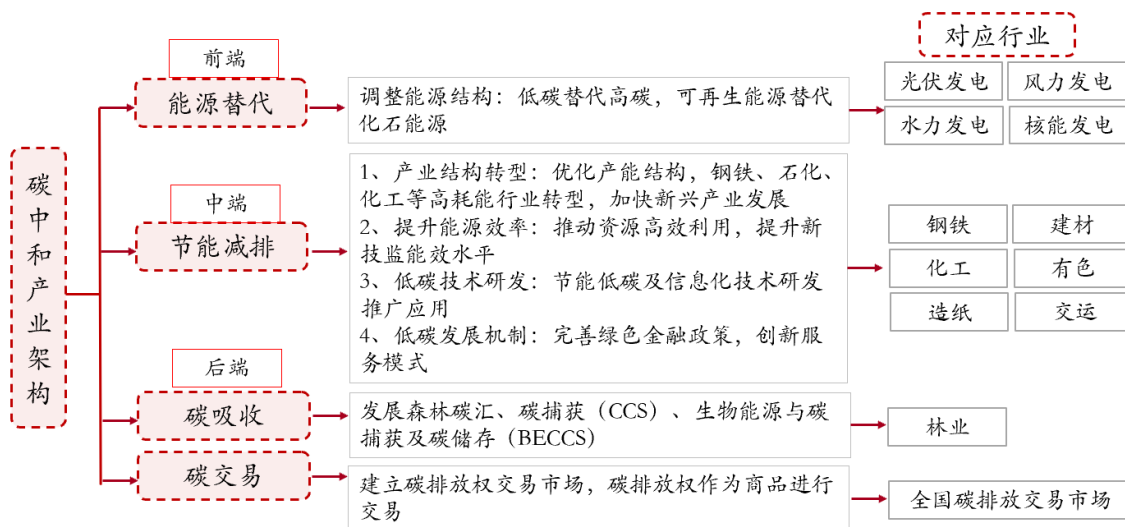 对应行业
前端
能源替代
调整能源结构：低碳替代高碳，可再生能源替代
化石能源
光伏发电
风力发电
水力发电
核能发电
碳中和产业架构
中端
节能减排
1、产业结构转型：优化产能结构，钢铁、石化、
化工等高耗能行业转型，加快新兴产业发展
2、提升能源效率：推动资源高效利用，提升新
技监能效水平
3、低碳技术研发：节能低碳及信息化技术研发
推广应用
4、低碳发展机制：完善绿色金融政策，创新服
务模式
钢铁
建材
化工
有色
造纸
交运
后端
碳吸收
发展森林碳汇、碳捕获（CCS）、生物能源与碳
捕获及碳储存（BECCS）
林业
碳交易
建立碳排放权交易市场，碳排放权作为商品进行
交易
全国碳排放交易市场